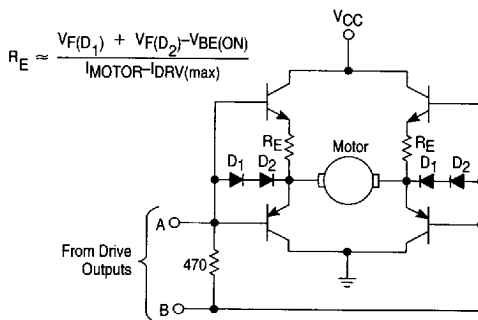 R_E ≈ (V_F(D1) + V_F(D2)–V_BE(ON)) / (I_MOTOR–I_DRV(max))
V_CC
R_E
Motor
R_E
D1
D2
D1
D2
A
From Drive
Outputs
470
B